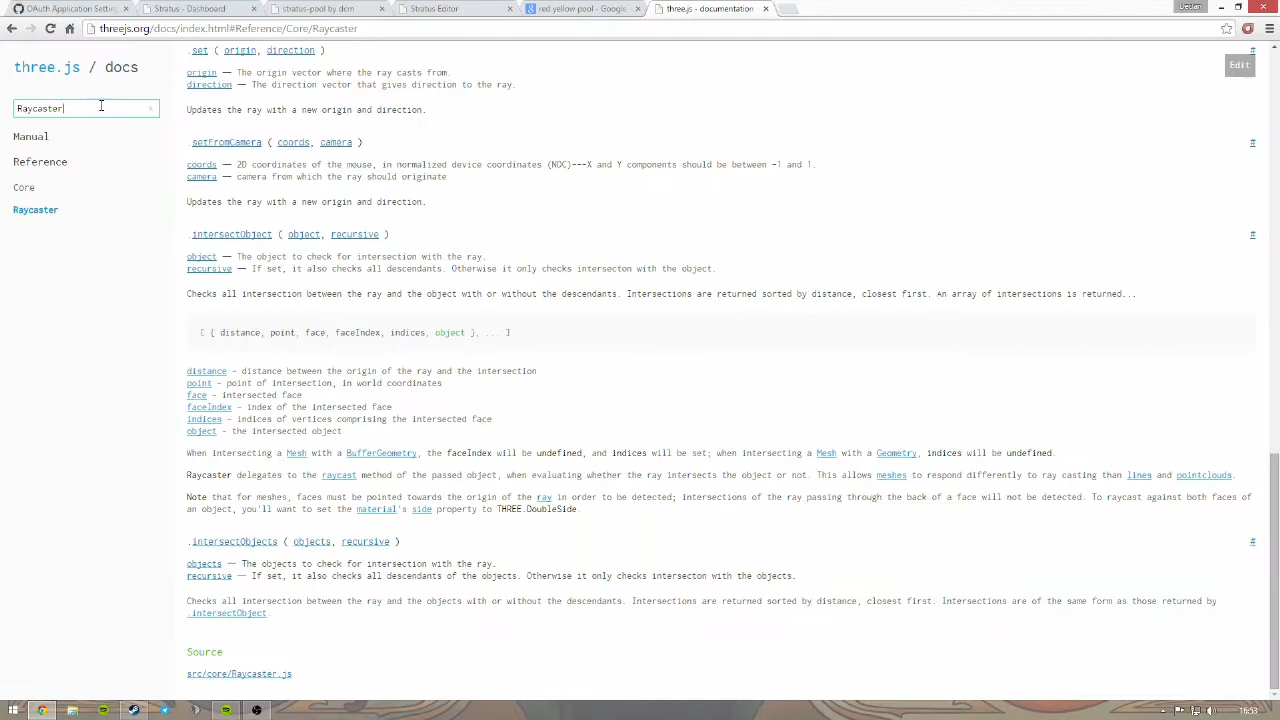 OAuth Application Settin
Stratus - Dashboard
stratus-pool by dcm
Stratus Editor
red yellow pool - Google
three.js - documentation
threejs.org/docs/index.html#Reference/Core/Raycaster
three.js / docs
Raycaster
x
Manual
Reference
Core
Raycaster
Edit
.set ( origin, direction )
#
origin — The origin vector where the ray casts from.
direction — The direction vector that gives direction to the ray.
Updates the ray with a new origin and direction.
.setFromCamera ( coords, camera )
#
coords — 2D coordinates of the mouse, in normalized device coordinates (NDC)---X and Y components should be between -1 and 1.
camera — camera from which the ray should originate
Updates the ray with a new origin and direction.
.intersectObject ( object, recursive )
#
object — The object to check for intersection with the ray.
recursive — If set, it also checks all descendants. Otherwise it only checks intersecton with the object.
Checks all intersection between the ray and the object with or without the descendants. Intersections are returned sorted by distance, closest first. An array of intersections is returned...
[ { distance, point, face, faceIndex, indices, object }, ... ]
distance - distance between the origin of the ray and the intersection
point - point of intersection, in world coordinates
face - intersected face
faceIndex - index of the intersected face
indices - indices of vertices comprising the intersected face
object - the intersected object
When intersecting a Mesh with a BufferGeometry, the faceIndex will be undefined, and indices will be set; when intersecting a Mesh with a Geometry, indices will be undefined.
Raycaster delegates to the raycast method of the passed object, when evaluating whether the ray intersects the object or not. This allows meshes to respond differently to ray casting than lines and pointclouds.
Note that for meshes, faces must be pointed towards the origin of the ray in order to be detected; intersections of the ray passing through the back of a face will not be detected. To raycast against both faces of
an object, you'll want to set the material's side property to THREE.DoubleSide.
.intersectObjects ( objects, recursive )
#
objects — The objects to check for intersection with the ray.
recursive — If set, it also checks all descendants of the objects. Otherwise it only checks intersecton with the objects.
Checks all intersection between the ray and the objects with or without the descendants. Intersections are returned sorted by distance, closest first. Intersections are of the same form as those returned by
.intersectObject.
Source
src/core/Raycaster.js
16:53